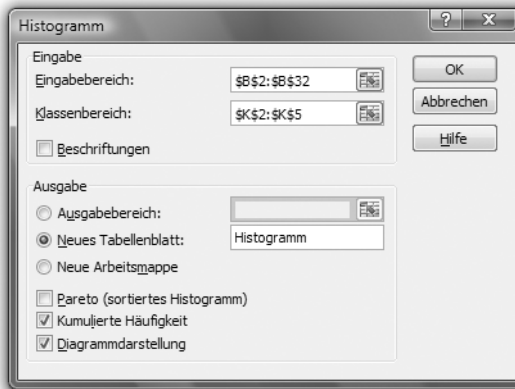 Histogramm
? X
Eingabe
Eingabebereich: $B$2:$B$32
Klassenbereich: $K$2:$K$5
Beschriftungen
OK
Abbrechen
Hilfe
Ausgabe
Ausgabebereich:
Neues Tabellenblatt: Histogramm
Neue Arbeitsmappe
Pareto (sortiertes Histogramm)
Kumulierte Häufigkeit
Diagrammdarstellung